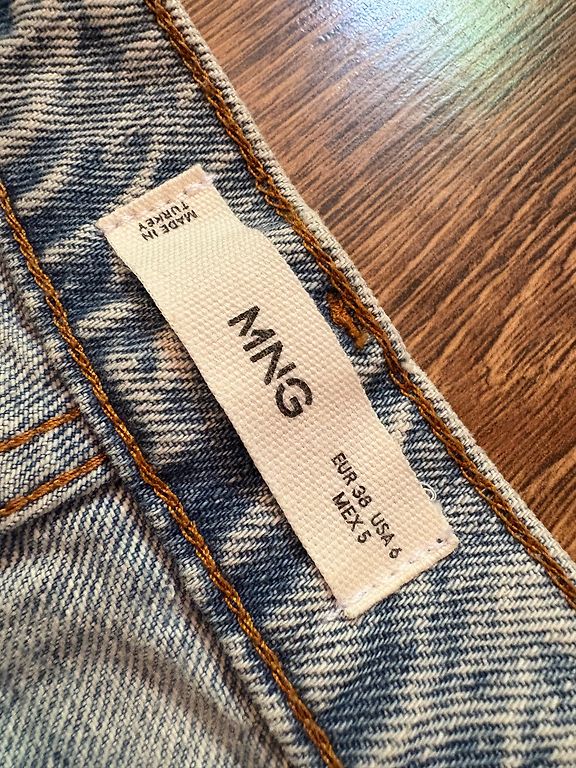 MADE IN
TURKEY
MNG
EUR 38 USA 6
MEX 5